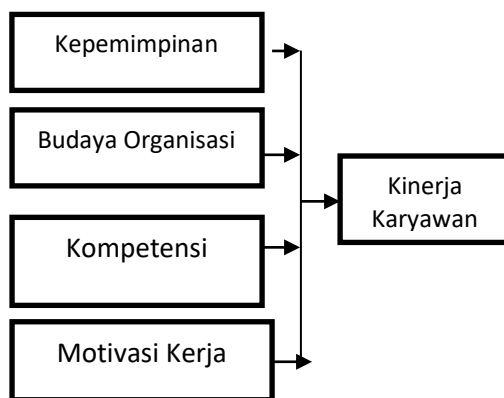 Kepemimpinan
Budaya Organisasi
Kompetensi
Motivasi Kerja
Kinerja
Karyawan